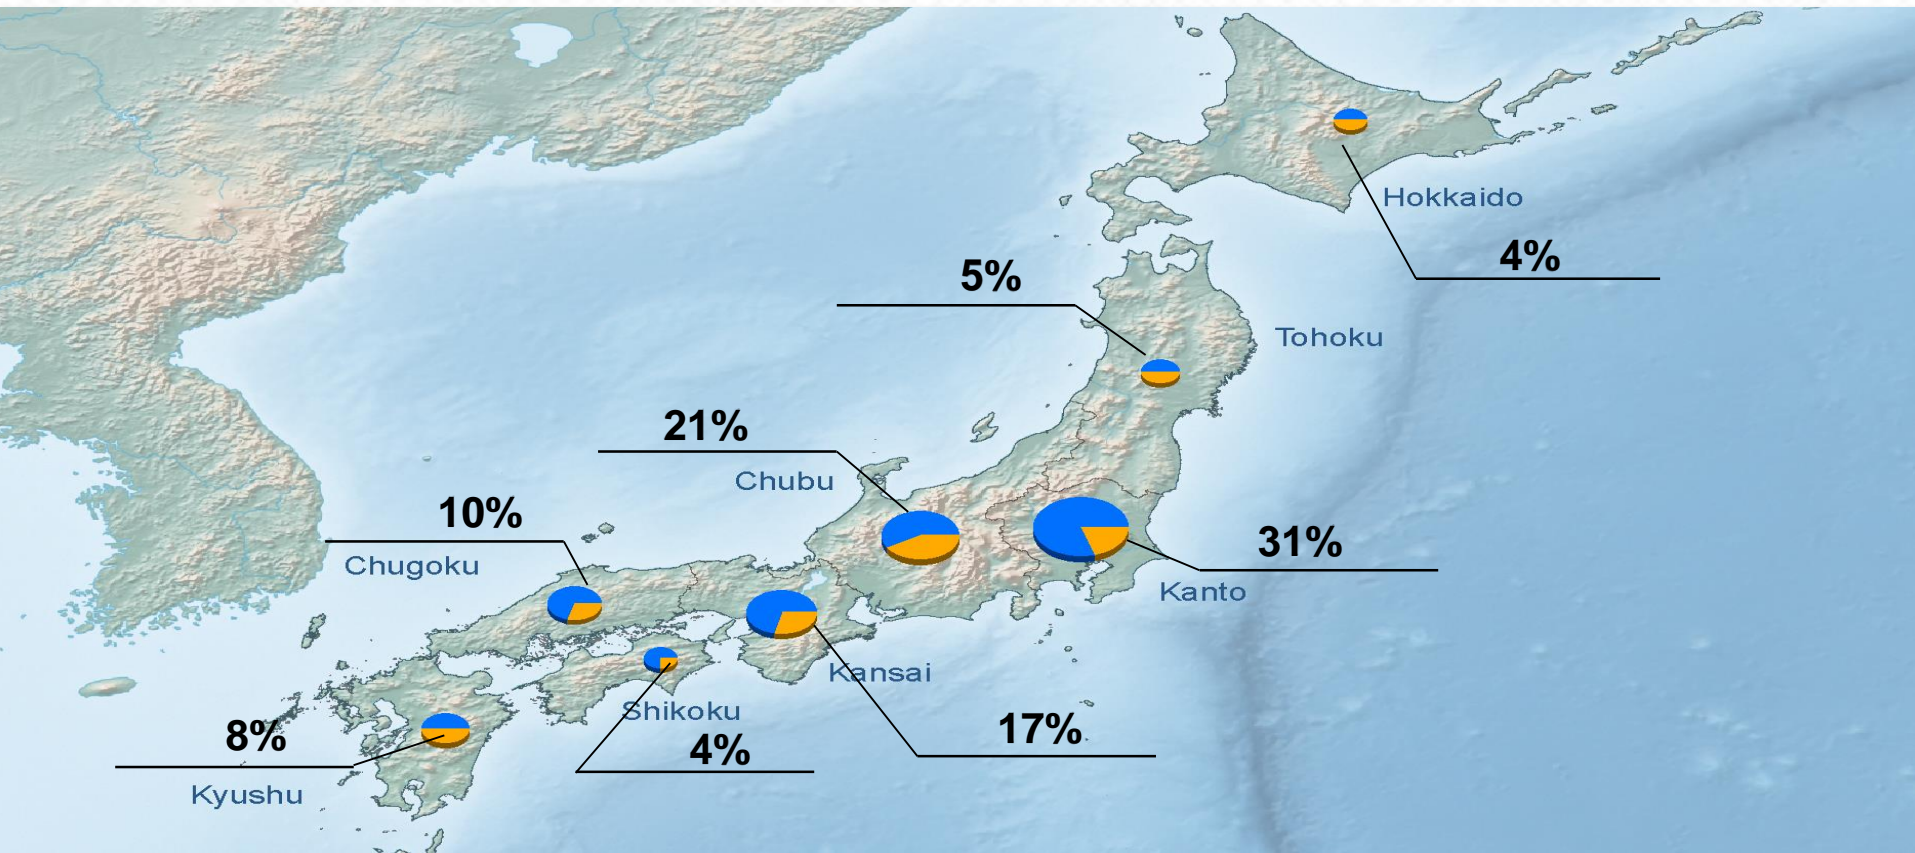 Hokkaido
4%
5%
Tohoku
21%
Chubu
10%
Chugoku
31%
Kanto
Kansai
17%
Shikoku
4%
8%
Kyushu